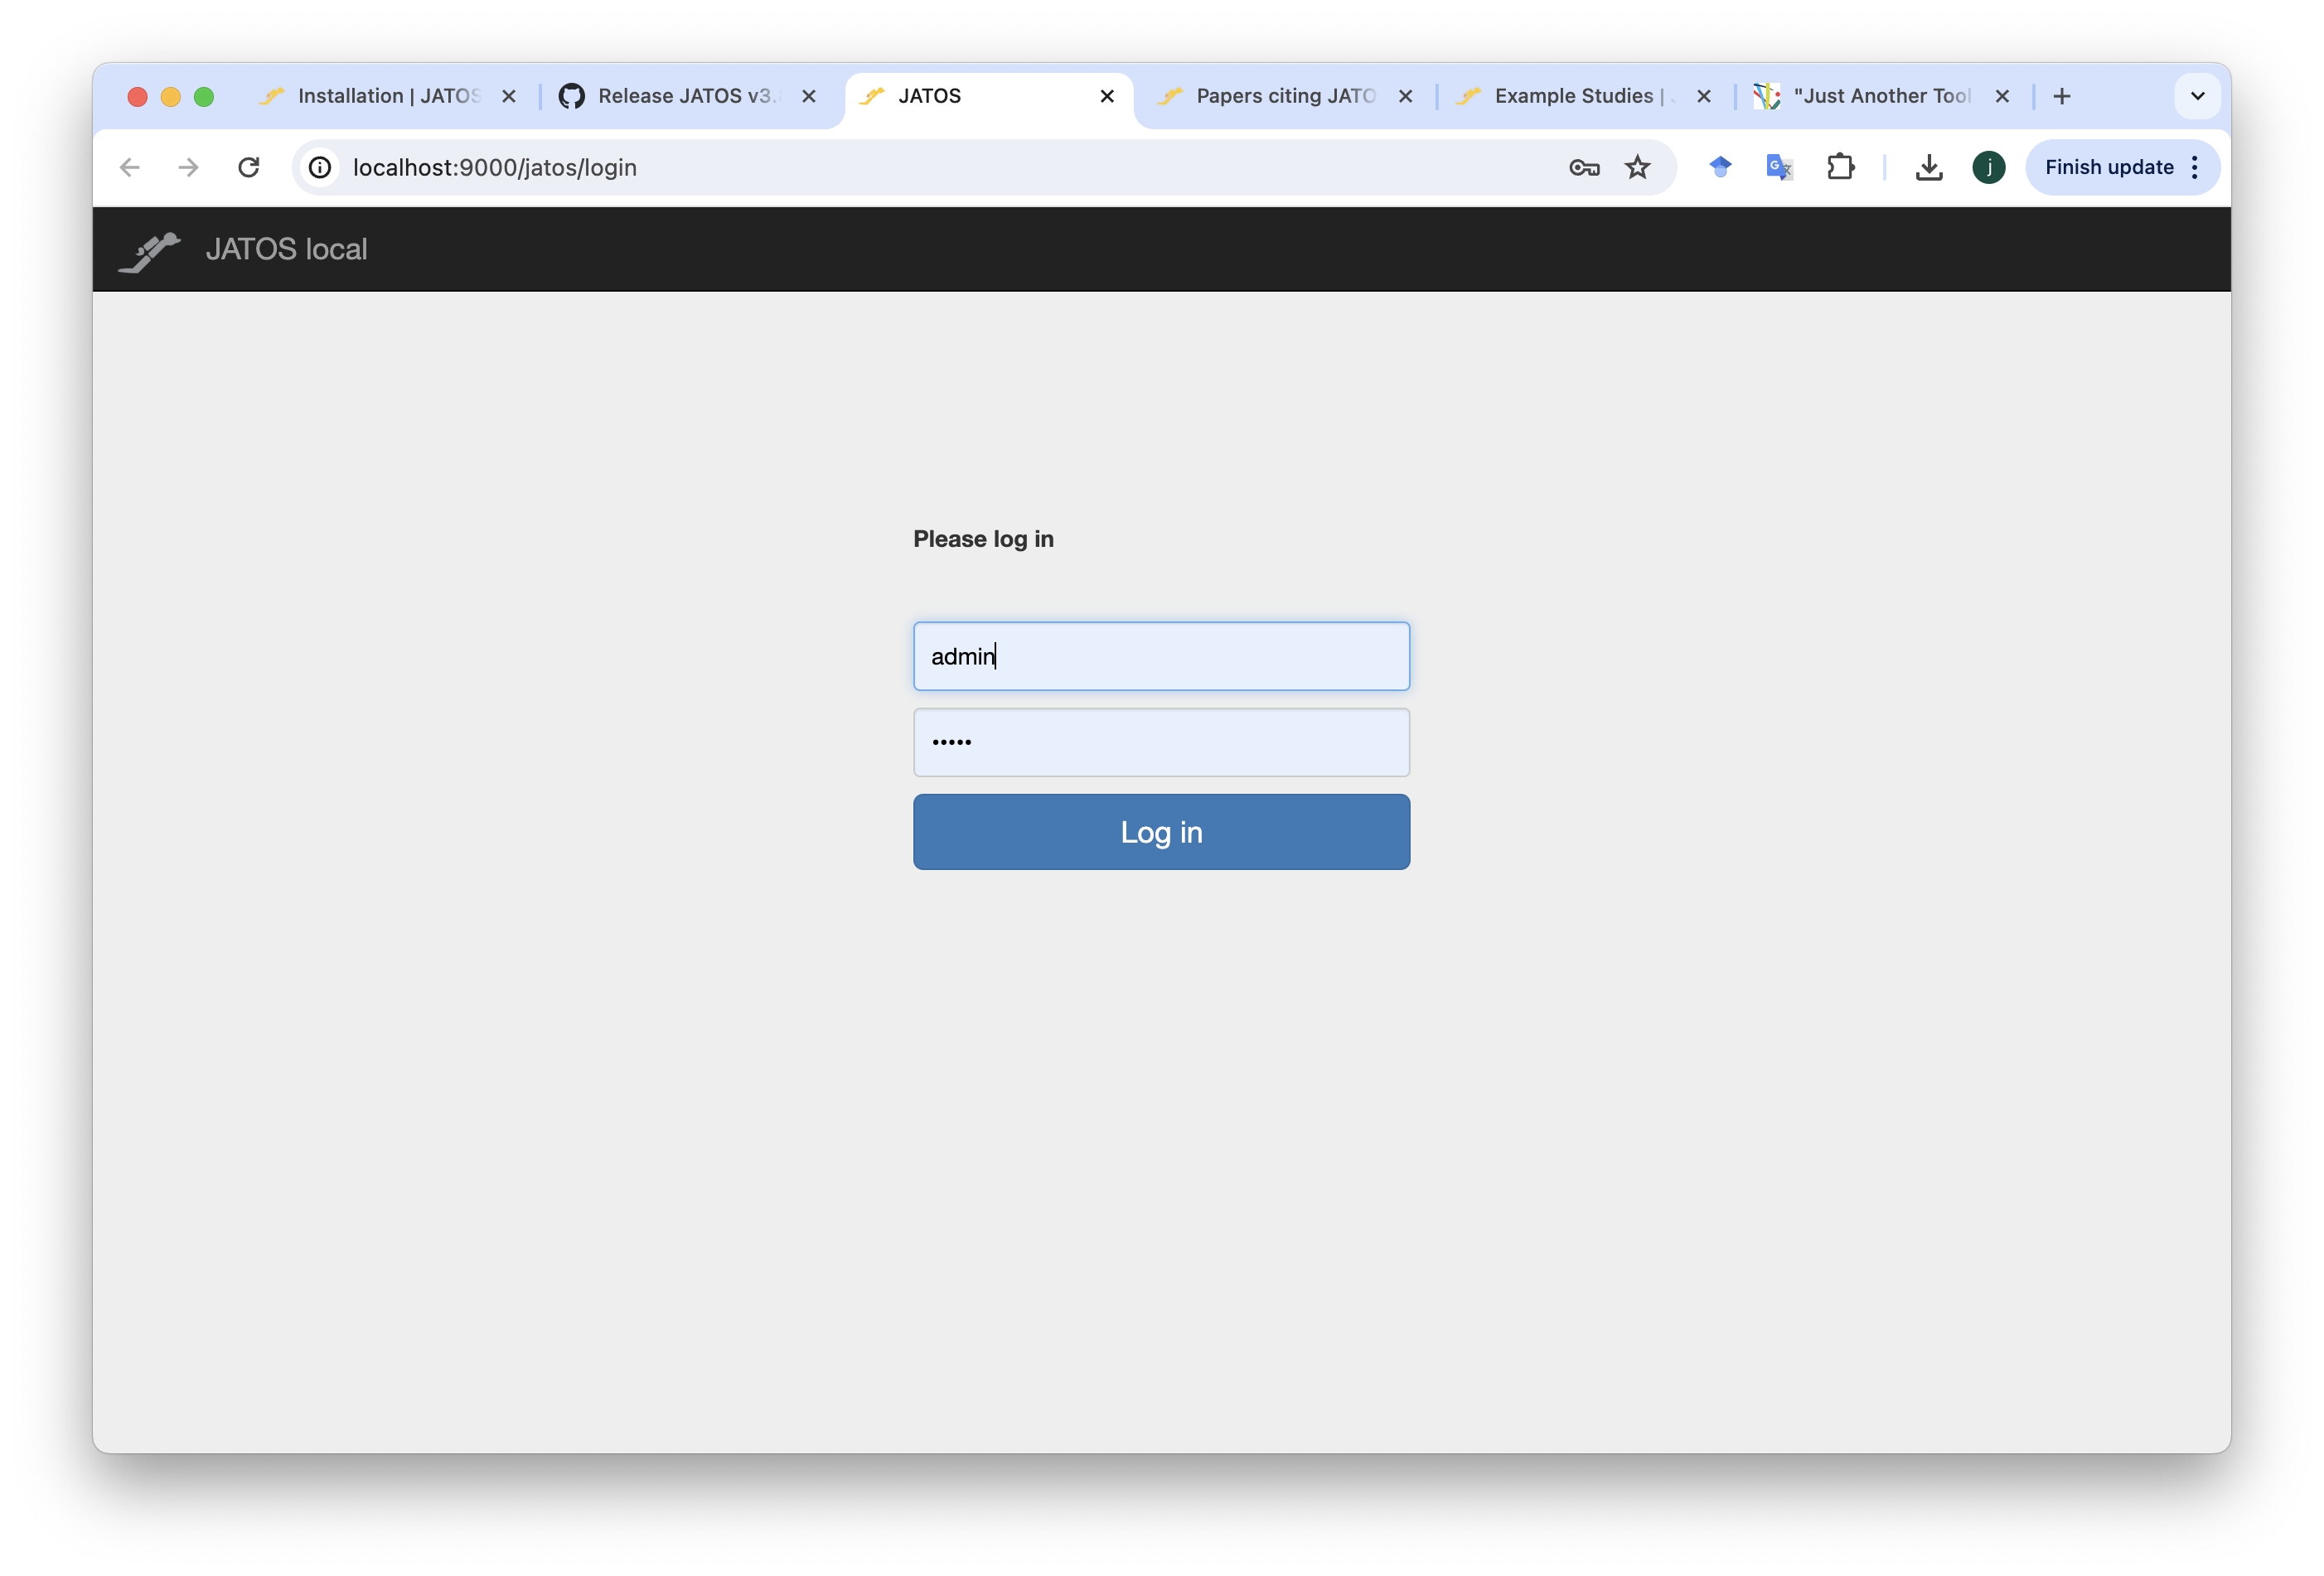 Installation | JATOS
Release JATOS v3.
JATOS
Papers citing JATO
Example Studies |
"Just Another Tool
localhost:9000/jatos/login
j
Finish update
JATOS local
Please log in
admin
•••••
Log in